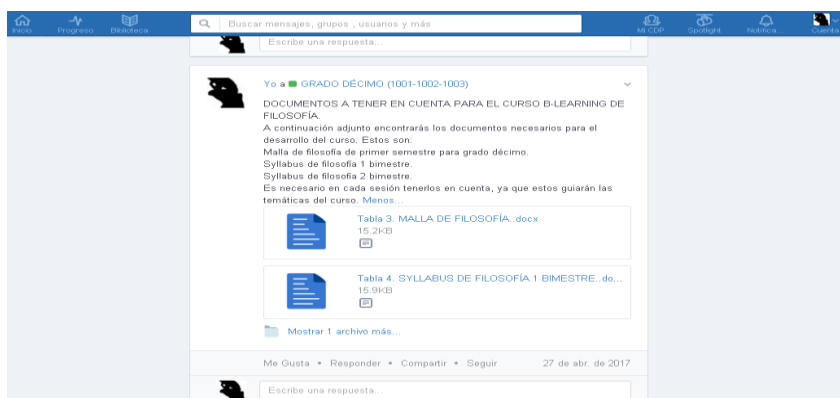 Buscar mensajes, grupos , usuarios y más
Inicio
Progreso
Biblioteca
Mi CDP
Spotlight
Notifica...
Cuenta
Escribe una respuesta...
Yo a GRADO DÉCIMO (1001-1002-1003)
DOCUMENTOS A TENER EN CUENTA PARA EL CURSO B-LEARNING DE
FILOSOFÍA.
A continuación adjunto encontrarás los documentos necesarios para el
desarrollo del curso. Estos son:
Malla de filosofía de primer semestre para grado décimo.
Syllabus de filosofía 1 bimestre.
Syllabus de filosofía 2 bimestre.
Es necesario en cada sesión tenerlos en cuenta, ya que estos guiarán las
temáticas del curso. Menos...
Tabla 3. MALLA DE FILOSOFÍA..docx
15.2KB
Tabla 4. SYLLABUS DE FILOSOFÍA 1 BIMESTRE..do...
15.9KB
Mostrar 1 archivo más...
Me Gusta • Responder • Compartir • Seguir 27 de abr. de 2017
Escribe una respuesta...